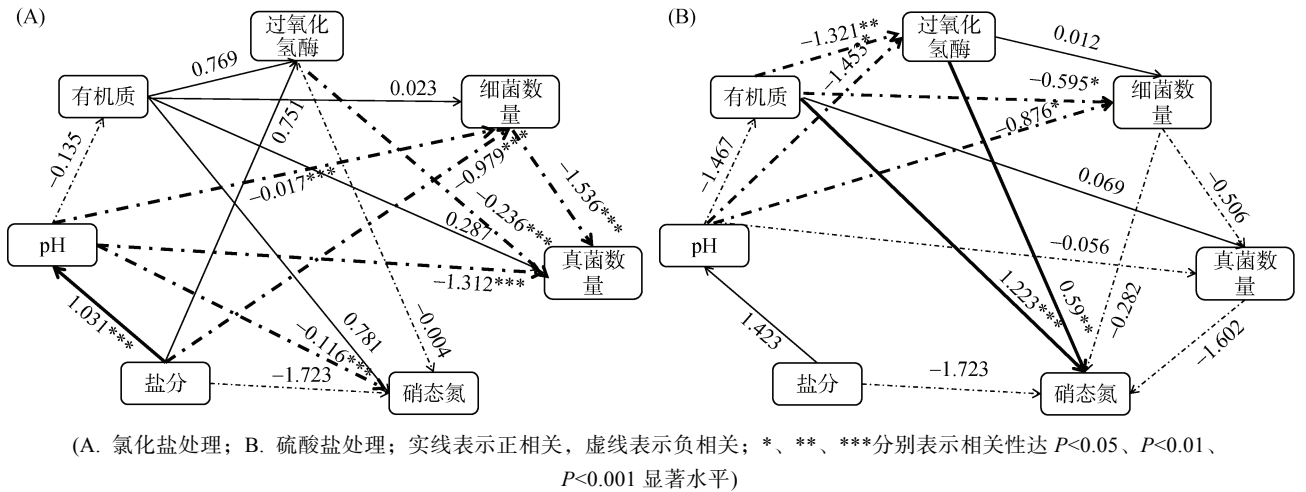 (A)
过氧化
氢酶
0.769
有机质
0.023
细菌数
量
0.751
−0.135
−0.979***
−0.017***
−1.536***
−0.236***
0.287
pH
真菌数
量
−1.312***
1.031***
0.781
−0.004
−0.116***
盐分
−1.723
硝态氮
(B)
过氧化
氢酶
−1.321**
0.012
−1.453*
有机质
−0.595*
细菌数
量
−0.876*
−1.467
0.069
−0.506
pH
−0.056
真菌数
量
1.223***
0.59**
−0.282
1.423
−1.602
盐分
−1.723
硝态氮
(A. 氯化盐处理；B. 硫酸盐处理；实线表示正相关，虚线表示负相关；*、**、***分别表示相关性达 P<0.05、P<0.01、
P<0.001 显著水平)